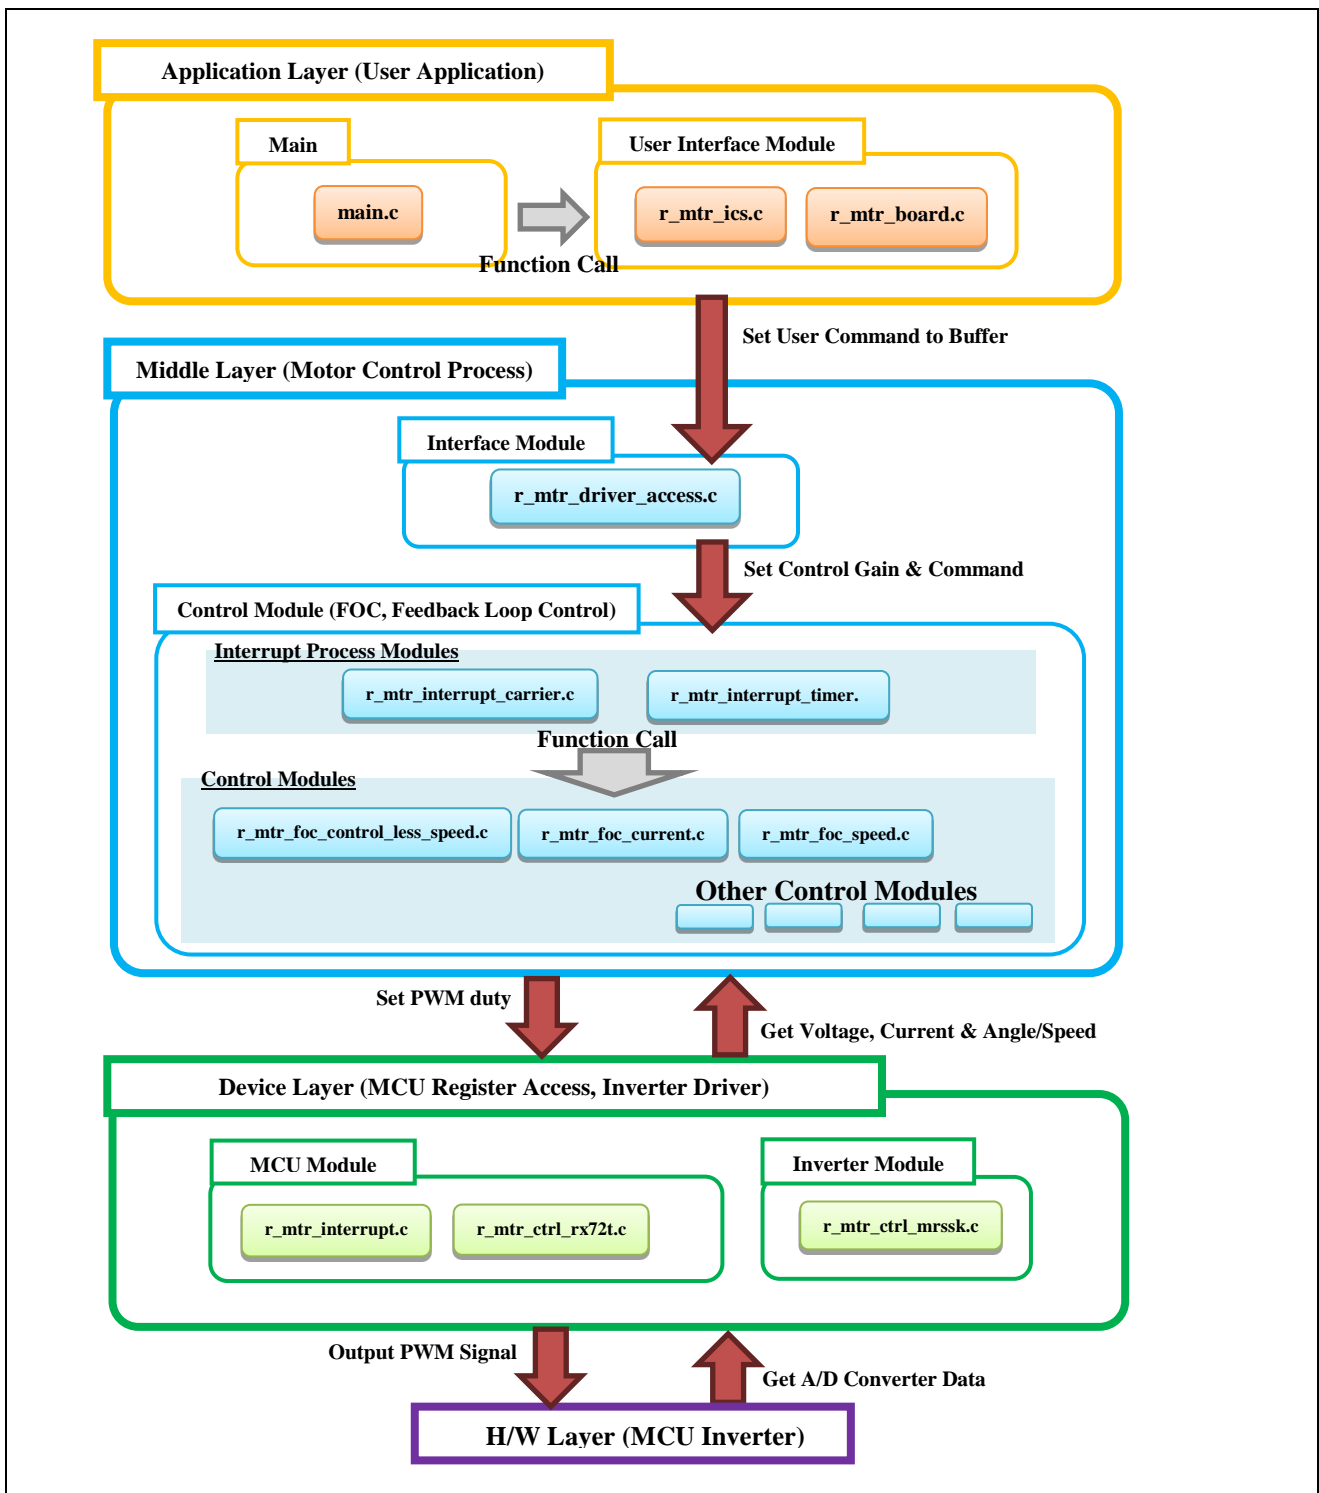 Application Layer (User Application)
Main
User Interface Module
main.c
r_mtr_ics.c
r_mtr_board.c
Function Call
Set User Command to Buffer
Middle Layer (Motor Control Process)
Interface Module
r_mtr_driver_access.c
Set Control Gain & Command
Control Module (FOC, Feedback Loop Control)
Interrupt Process Modules
r_mtr_interrupt_carrier.c
r_mtr_interrupt_timer.
Function Call
Control Modules
r_mtr_foc_control_less_speed.c
r_mtr_foc_current.c
r_mtr_foc_speed.c
Other Control Modules
Set PWM duty
Get Voltage, Current & Angle/Speed
Device Layer (MCU Register Access, Inverter Driver)
MCU Module
Inverter Module
r_mtr_interrupt.c
r_mtr_ctrl_rx72t.c
r_mtr_ctrl_mrssk.c
Output PWM Signal
Get A/D Converter Data
H/W Layer (MCU Inverter)